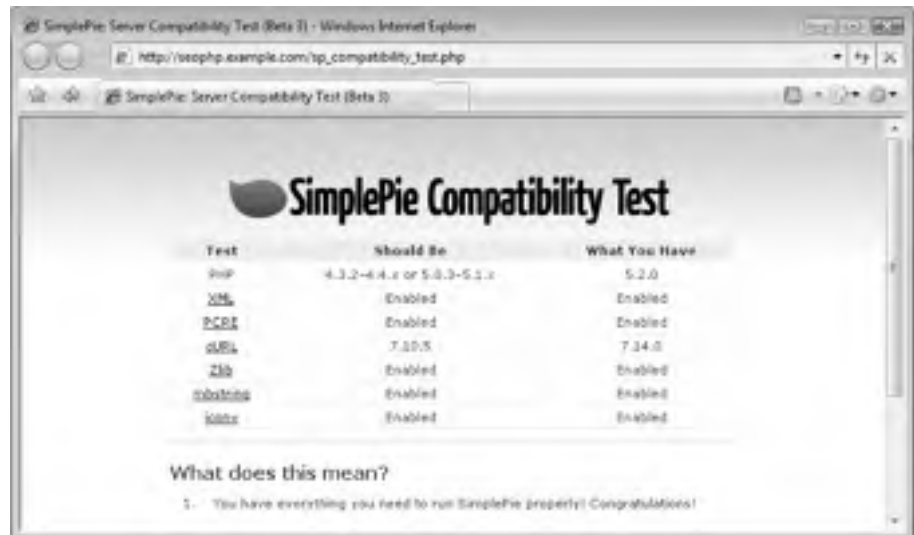 SimplePie: Server Compatibility Test (Beta 3) - Windows Internet Explorer
http://seophp.example.com/sp_compatibility_test.php
SimplePie: Server Compatibility Test (Beta 3)
SimplePie Compatibility Test
Test Should Be What You Have
PHP 4.3.2-4.4.x or 5.0.3-5.1.x 5.2.0
XML Enabled Enabled
PCRE Enabled Enabled
cURL 7.10.5 7.14.0
Zlib Enabled Enabled
mbstring Enabled Enabled
iconv Enabled Enabled
What does this mean?
1. You have everything you need to run SimplePie properly! Congratulations!